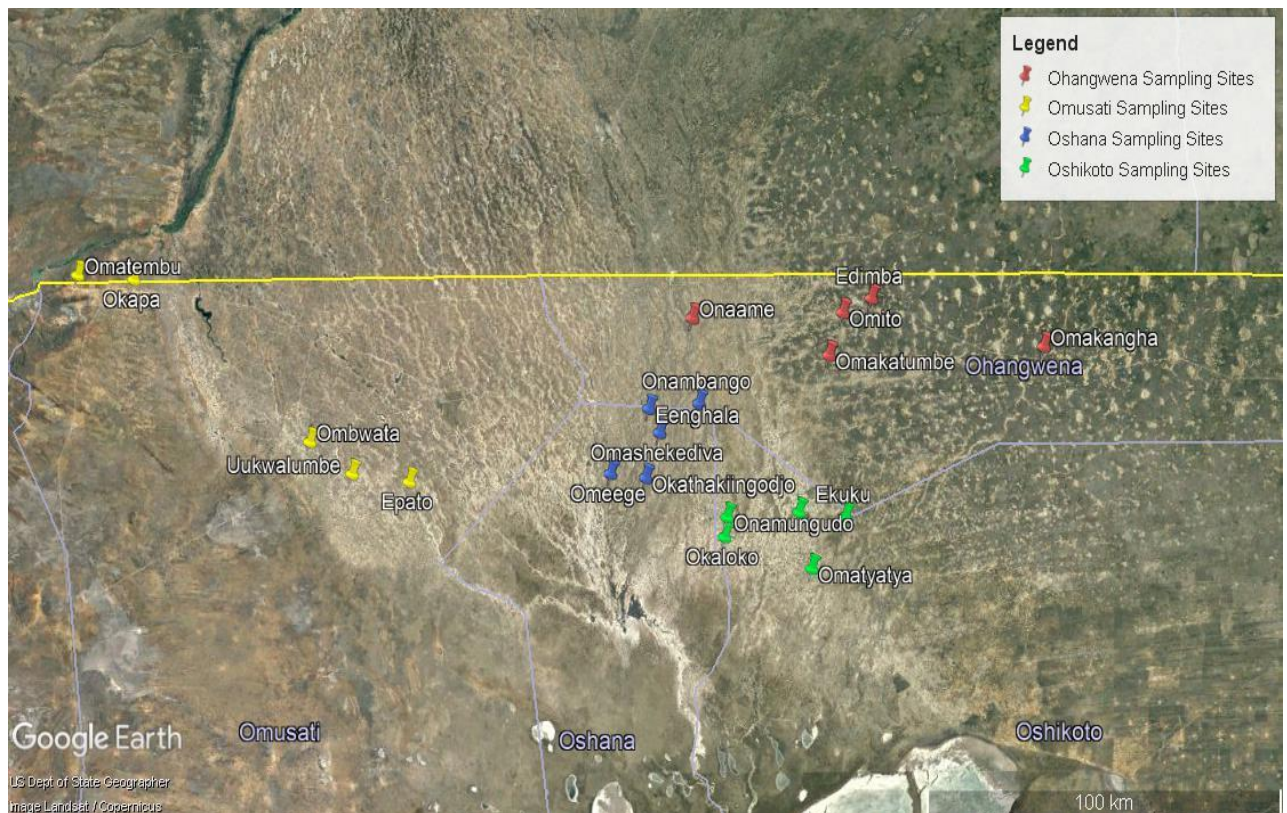 Legend
Ohangwena Sampling Sites
Omusati Sampling Sites
Oshana Sampling Sites
Oshikoto Sampling Sites
Omatembu
Okapa
Edimba
Onaame
Omito
Omakatumbe
Omakangha
Ohangwena
Onambango
Eenghala
Ombwata
Omashekediva
Uukwalumbe
Epato
Omeege
Okathakiingodjo
Ekuku
Onamungudo
Okaloko
Omatyatya
Google Earth
Omusati
Oshana
Oshikoto
US Dept of State Geographer
Image Landsat / Copernicus
100 km